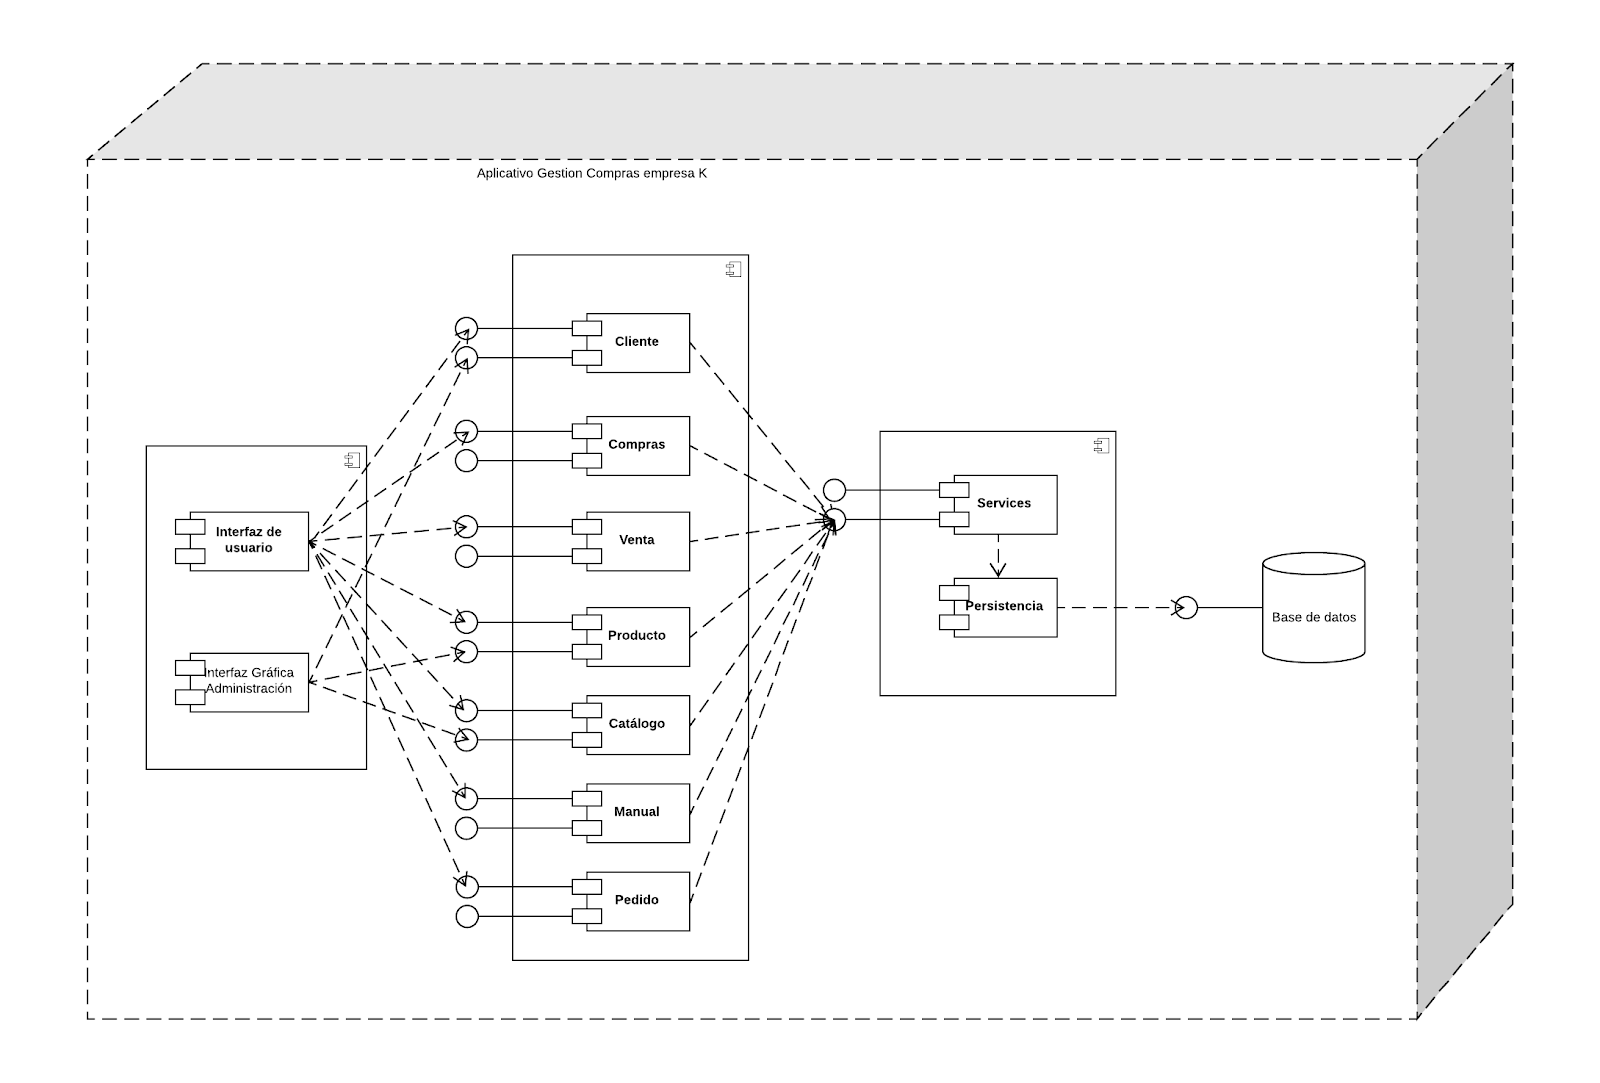 Aplicativo Gestion Compras empresa K
Interfaz de
usuario
Interfaz Gráfica
Administración
Cliente
Compras
Venta
Producto
Catálogo
Manual
Pedido
Services
Persistencia
Base de datos